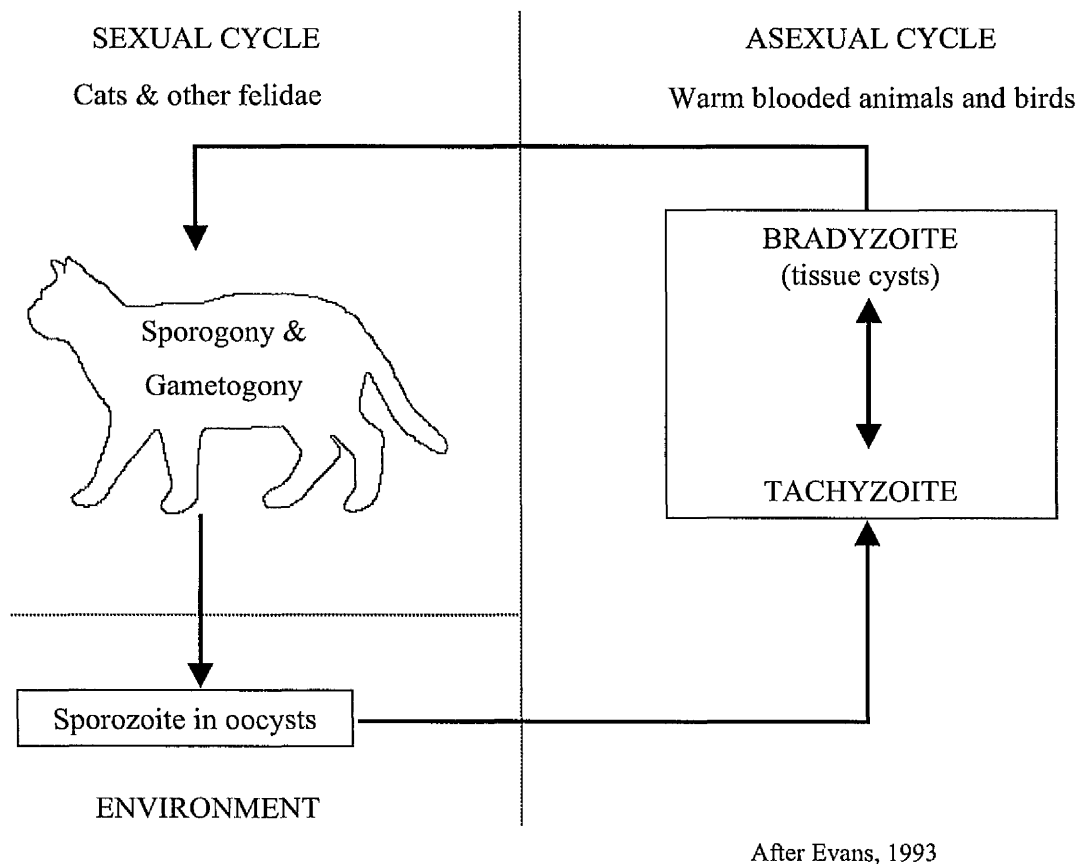 SEXUAL CYCLE
Cats & other felidae
Sporogony &
Gametogony
Sporozoite in oocysts
ENVIRONMENT
ASEXUAL CYCLE
Warm blooded animals and birds
BRADYZOITE
(tissue cysts)
TACHYZOITE
After Evans, 1993